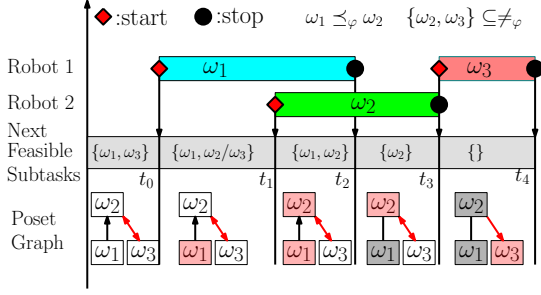 :start :stop ω₁ ⪯_φ ω₂ {ω₂, ω₃} ⊆≠_φ
Robot 1 ω₁ ω₃
Robot 2 ω₂
Next
Feasible {ω₁, ω₃} {ω₁, ω₂/ω₃} {ω₁, ω₂} {ω₂} {}
Subtasks t₀ t₁ t₂ t₃ t₄
ω₂ ω₂ ω₂ ω₂ ω₂
Poset
Graph
ω₁ ω₃ ω₁ ω₃ ω₁ ω₃ ω₁ ω₃ ω₁ ω₃